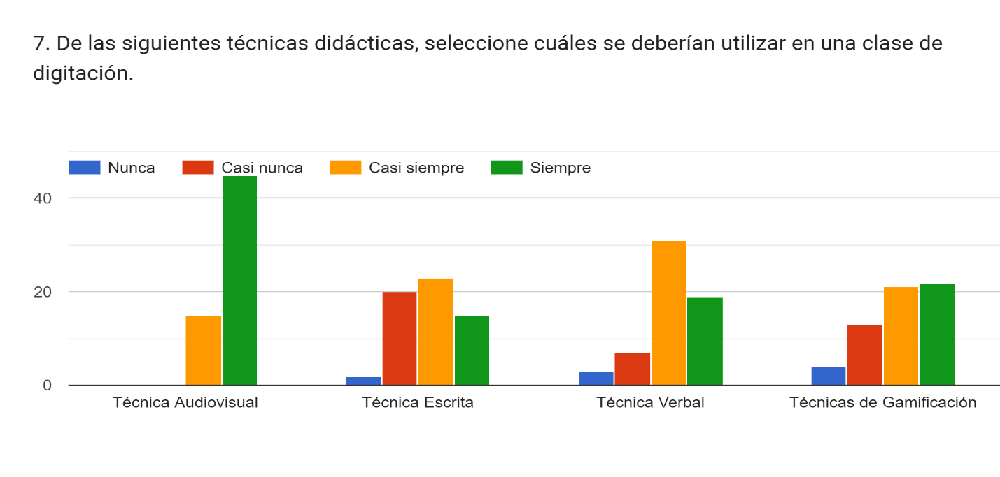 7. De las siguientes técnicas didácticas, seleccione cuáles se deberían utilizar en una clase de
digitación.
Nunca Casi nunca Casi siempre Siempre
40
20
0
Técnica Audiovisual Técnica Escrita Técnica Verbal Técnicas de Gamificación